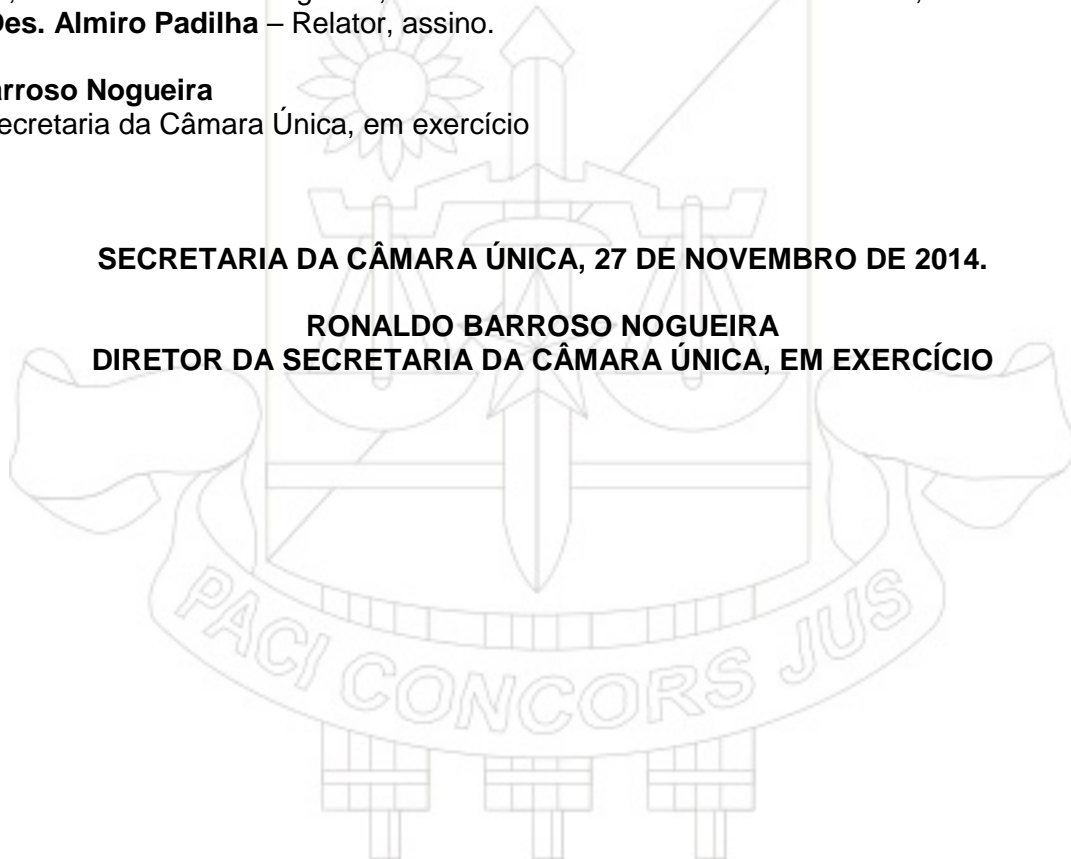 Des. Almiro Padilha – Relator, assino.
arroso Nogueira
ecretaria da Câmara Única, em exercício
SECRETARIA DA CÂMARA ÚNICA, 27 DE NOVEMBRO DE 2014.
RONALDO BARROSO NOGUEIRA
DIRETOR DA SECRETARIA DA CÂMARA ÚNICA, EM EXERCÍCIO
PACI CONCORS JUS